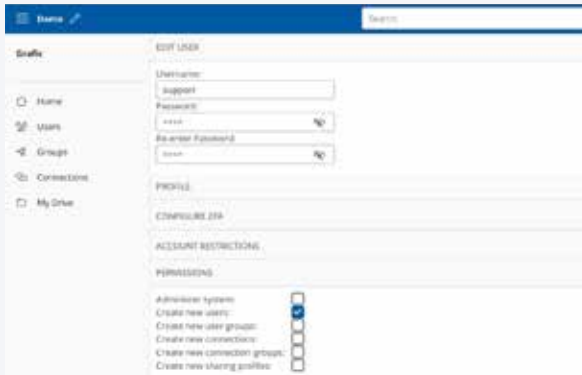 Demo
Search
Grafie
Home
Users
Groups
Connections
My Drive
EDIT USER
Username:
support
Password:
Re-enter Password
PROFILE
CONFIGURE 2FA
ACCOUNT RESTRICTIONS
PERMISSIONS
Administer system:
Create new users:
Create new user groups:
Create new connections:
Create new connection groups:
Create new sharing profiles: